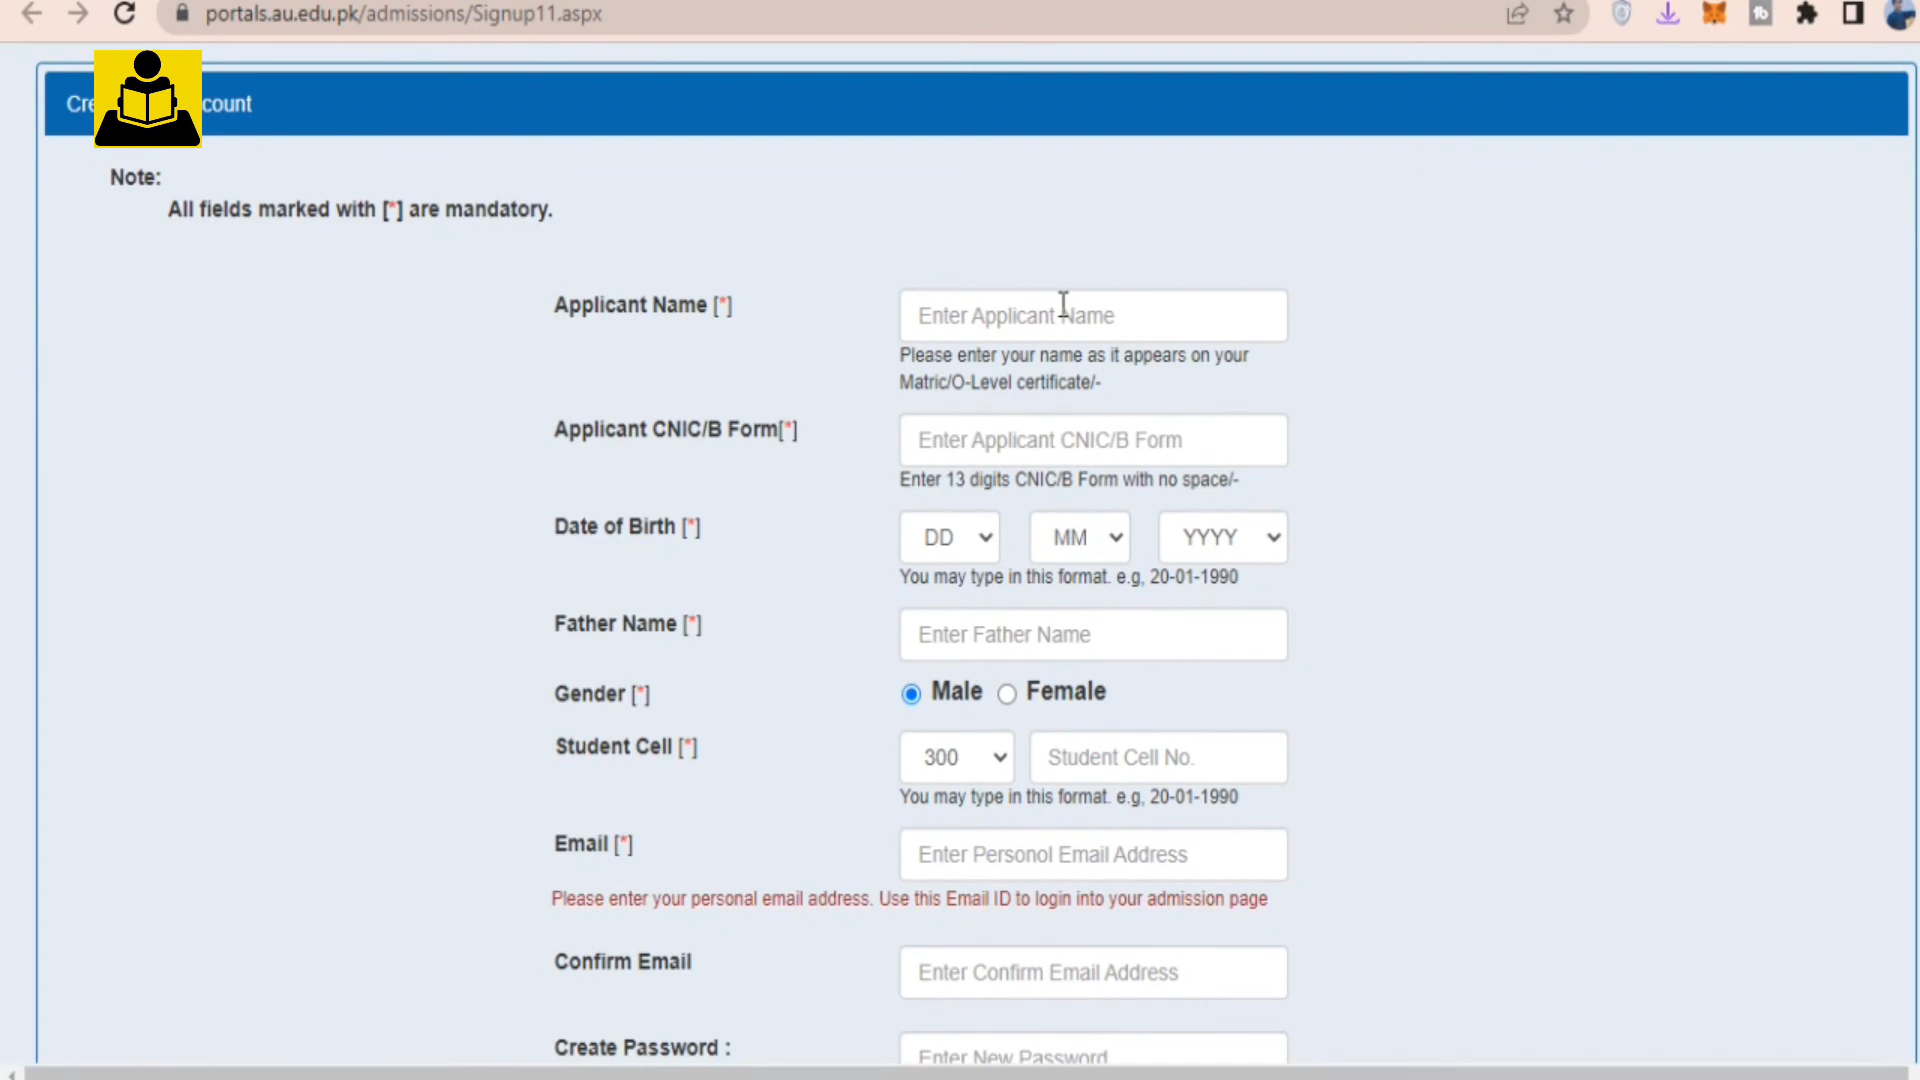 portals.au.edu.pk/admissions/Signup11.aspx
Cre count
Note:
All fields marked with [*] are mandatory.
Applicant Name [*]
Enter Applicant Name
Please enter your name as it appears on your
Matric/O-Level certificate/-
Applicant CNIC/B Form[*]
Enter Applicant CNIC/B Form
Enter 13 digits CNIC/B Form with no space/-
Date of Birth [*]
DD MM YYYY
You may type in this format. e.g, 20-01-1990
Father Name [*]
Enter Father Name
Gender [*]
Male Female
Student Cell [*]
300 Student Cell No.
You may type in this format. e.g, 20-01-1990
Email [*]
Enter Personol Email Address
Please enter your personal email address. Use this Email ID to login into your admission page
Confirm Email
Enter Confirm Email Address
Create Password :
Enter New Password